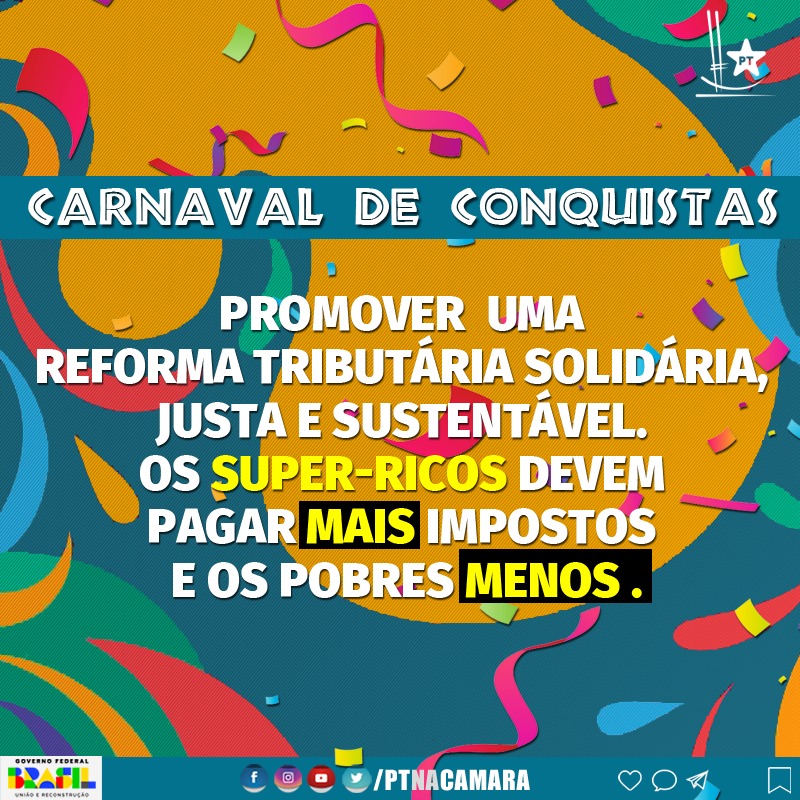 PT
CARNAVAL DE CONQUISTAS
PROMOVER UMA
REFORMA TRIBUTÁRIA SOLIDÁRIA,
JUSTA E SUSTENTÁVEL.
OS SUPER-RICOS DEVEM
PAGAR MAIS IMPOSTOS
E OS POBRES MENOS .
GOVERNO FEDERAL
BRASIL
UNIÃO E RECONSTRUÇÃO
/PTNACAMARA